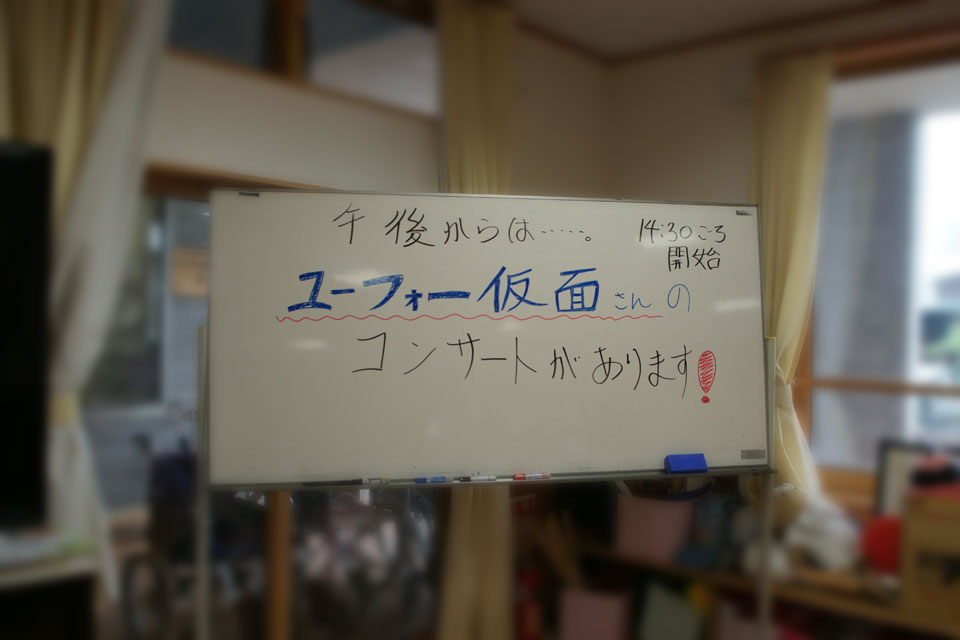 午後からは……。
14:30ごろ
開始
ユーフォー仮面さんの
コンサートがあります!